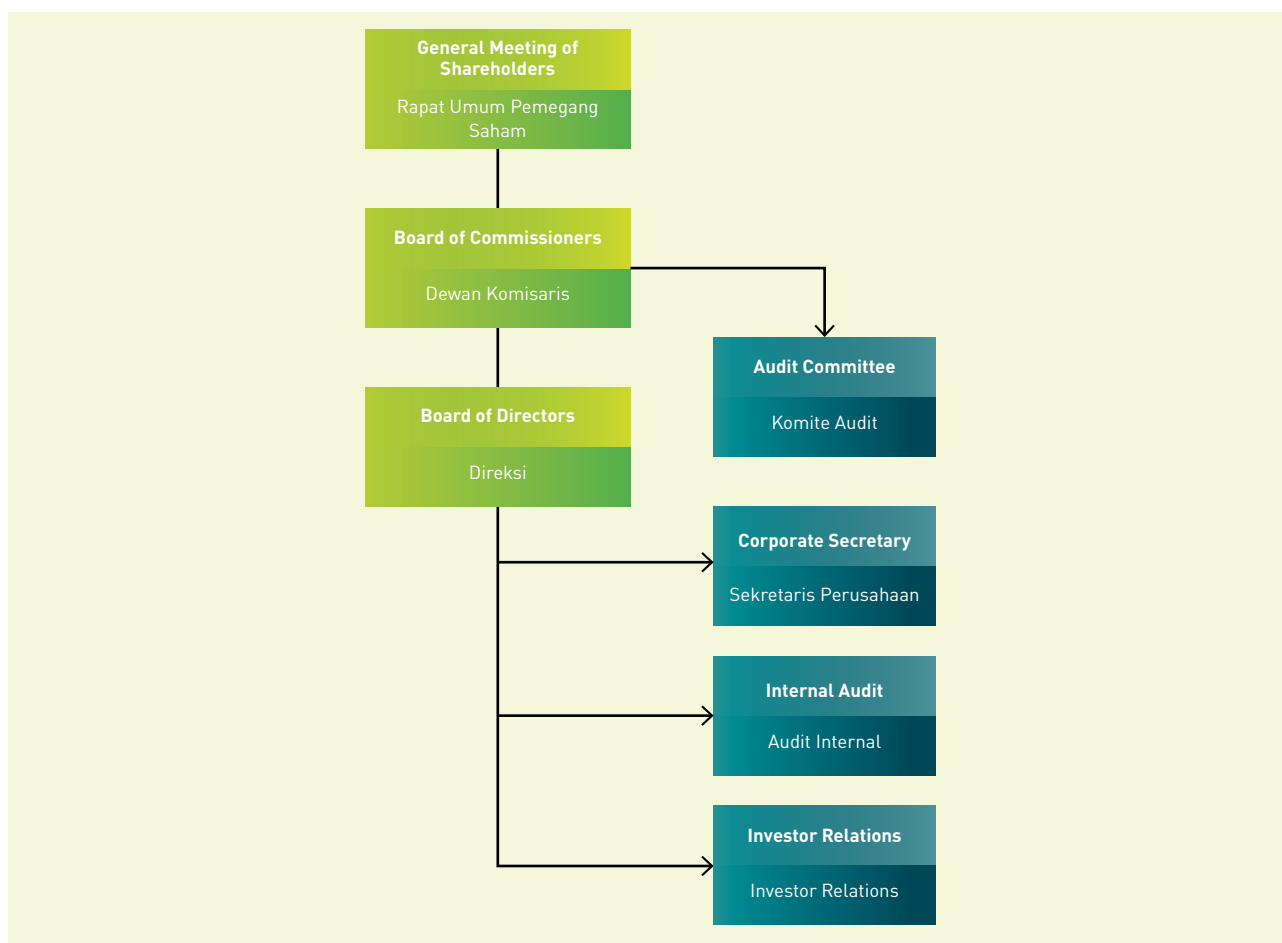 General Meeting of
Shareholders
Rapat Umum Pemegang
Saham
Board of Commissioners
Dewan Komisaris
Audit Committee
Komite Audit
Board of Directors
Direksi
Corporate Secretary
Sekretaris Perusahaan
Internal Audit
Audit Internal
Investor Relations
Investor Relations